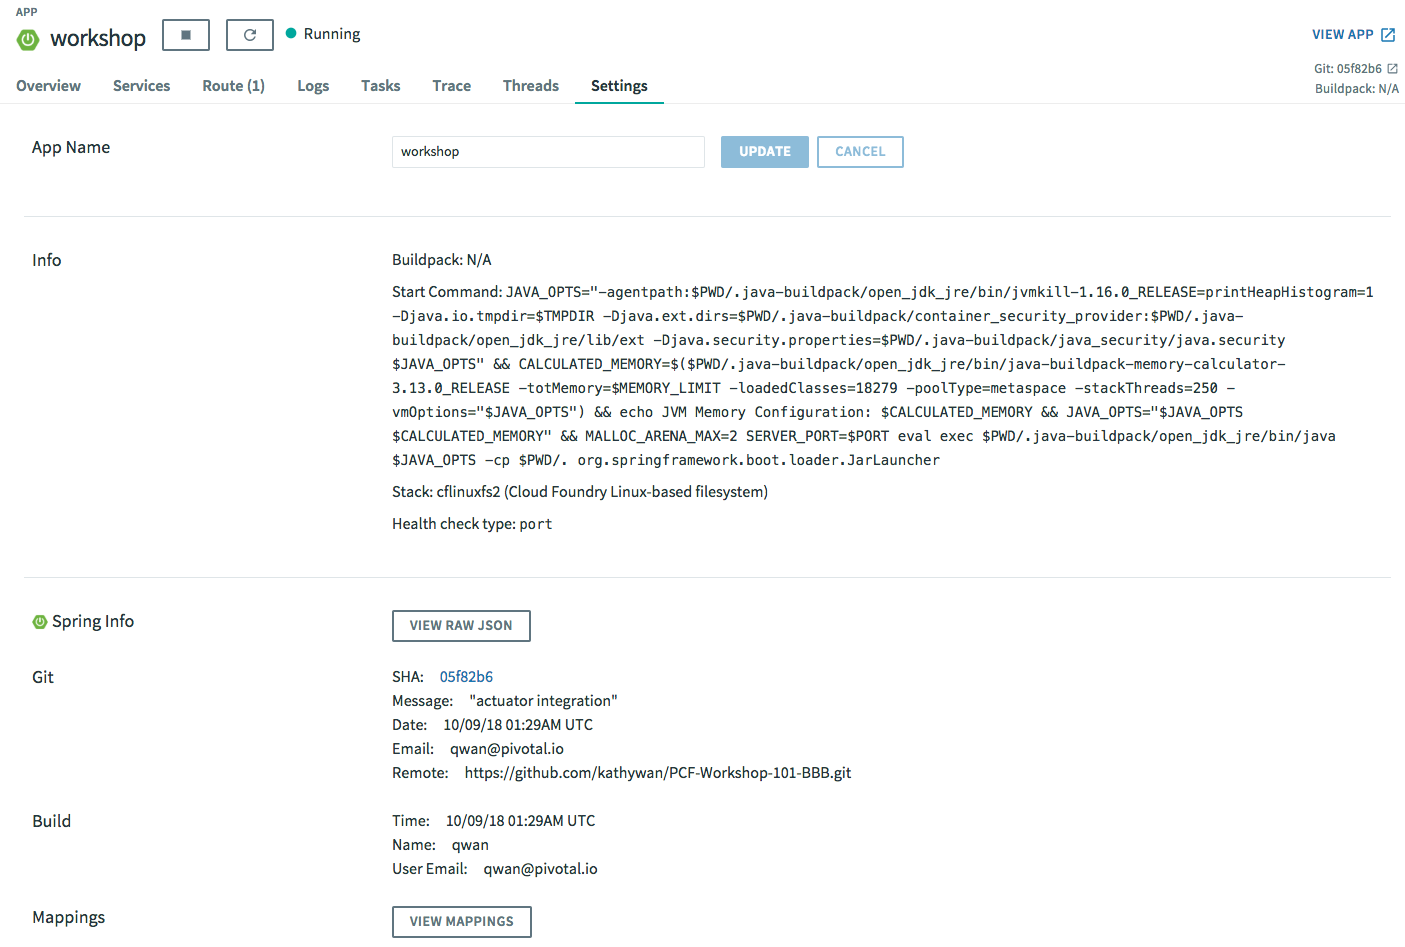 APP
workshop
Running
VIEW APP
Git: 05f82b6
Buildpack: N/A
Overview Services Route (1) Logs Tasks Trace Threads Settings
App Name
workshop
UPDATE
CANCEL
Info
Buildpack: N/A
Start Command: JAVA_OPTS="-agentpath:$PWD/.java-buildpack/open_jdk_jre/bin/jvmkill-1.16.0_RELEASE=printHeapHistogram=1
-Djava.io.tmpdir=$TMPDIR -Djava.ext.dirs=$PWD/.java-buildpack/container_security_provider:$PWD/.java-
buildpack/open_jdk_jre/lib/ext -Djava.security.properties=$PWD/.java-buildpack/java_security/java.security
$JAVA_OPTS" && CALCULATED_MEMORY=$($PWD/.java-buildpack/open_jdk_jre/bin/java-buildpack-memory-calculator-
3.13.0_RELEASE -totMemory=$MEMORY_LIMIT -loadedClasses=18279 -poolType=metaspace -stackThreads=250 -
vmOptions="$JAVA_OPTS") && echo JVM Memory Configuration: $CALCULATED_MEMORY && JAVA_OPTS="$JAVA_OPTS
$CALCULATED_MEMORY" && MALLOC_ARENA_MAX=2 SERVER_PORT=$PORT eval exec $PWD/.java-buildpack/open_jdk_jre/bin/java
$JAVA_OPTS -cp $PWD/. org.springframework.boot.loader.JarLauncher
Stack: cflinuxfs2 (Cloud Foundry Linux-based filesystem)
Health check type: port
Spring Info
VIEW RAW JSON
Git
SHA: 05f82b6
Message: "actuator integration"
Date: 10/09/18 01:29AM UTC
Email: qwan@pivotal.io
Remote: https://github.com/kathywan/PCF-Workshop-101-BBB.git
Build
Time: 10/09/18 01:29AM UTC
Name: qwan
User Email: qwan@pivotal.io
Mappings
VIEW MAPPINGS